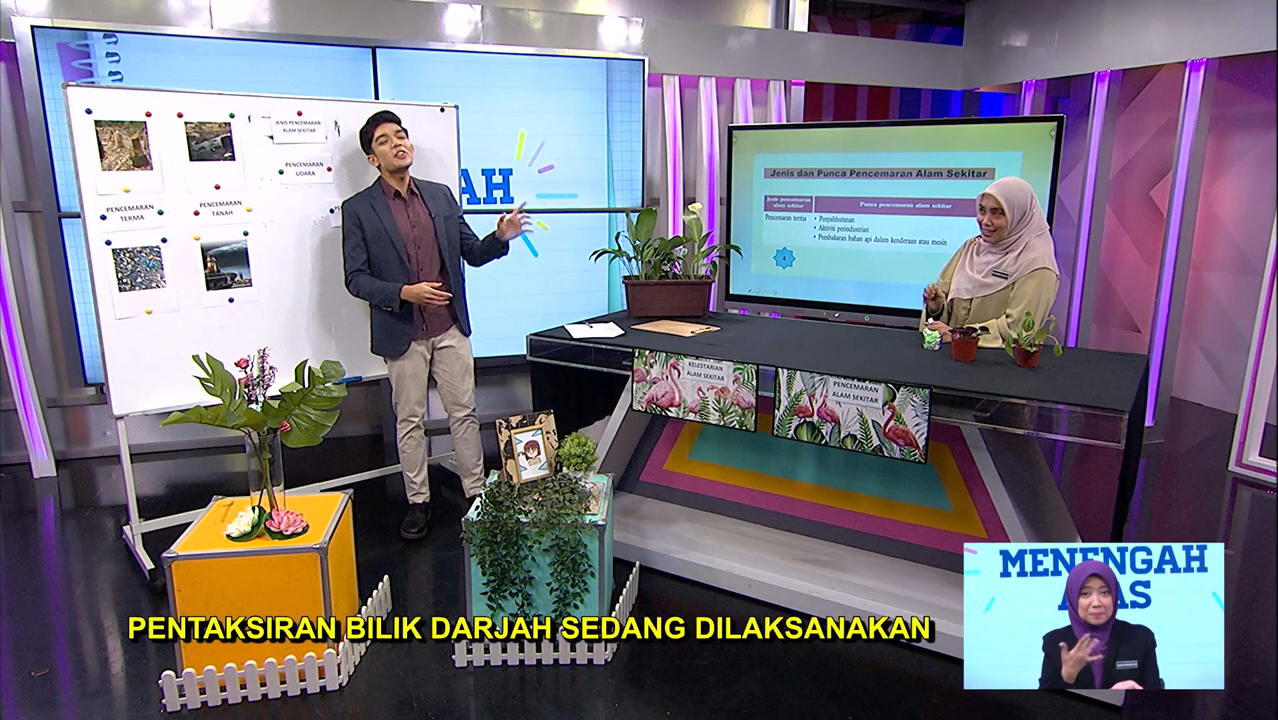 JENIS PENCEMARAN
ALAM SEKITAR
PENCEMARAN
UDARA
PENCEMARAN
TERMA
PENCEMARAN
TANAH
AH
Jenis dan Punca Pencemaran Alam Sekitar
Jenis pencemaran
alam sekitar
Punca pencemaran alam sekitar
Pencemaran terma
• Penyahhutanan
• Aktiviti perindustrian
• Pembakaran bahan api dalam kenderaan atau mesin
4
KELESTARIAN
ALAM SEKITAR
PENCEMARAN
ALAM SEKITAR
MENENGAH
AS
PENTAKSIRAN BILIK DARJAH SEDANG DILAKSANAKAN